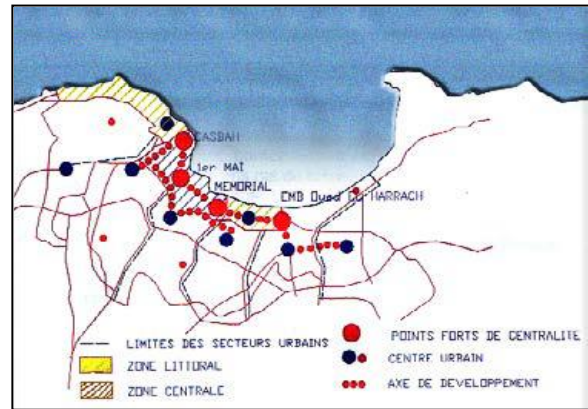 CASBAH
1er MAI
MEMORIAL
EMB Oued EL HARRACH
LIMITES DES SECTEURS URBAINS
ZONE LITTORAL
ZONE CENTRALE
POINTS FORTS DE CENTRALITE
CENTRE URBAIN
AXE DE DEVELOPPEMENT